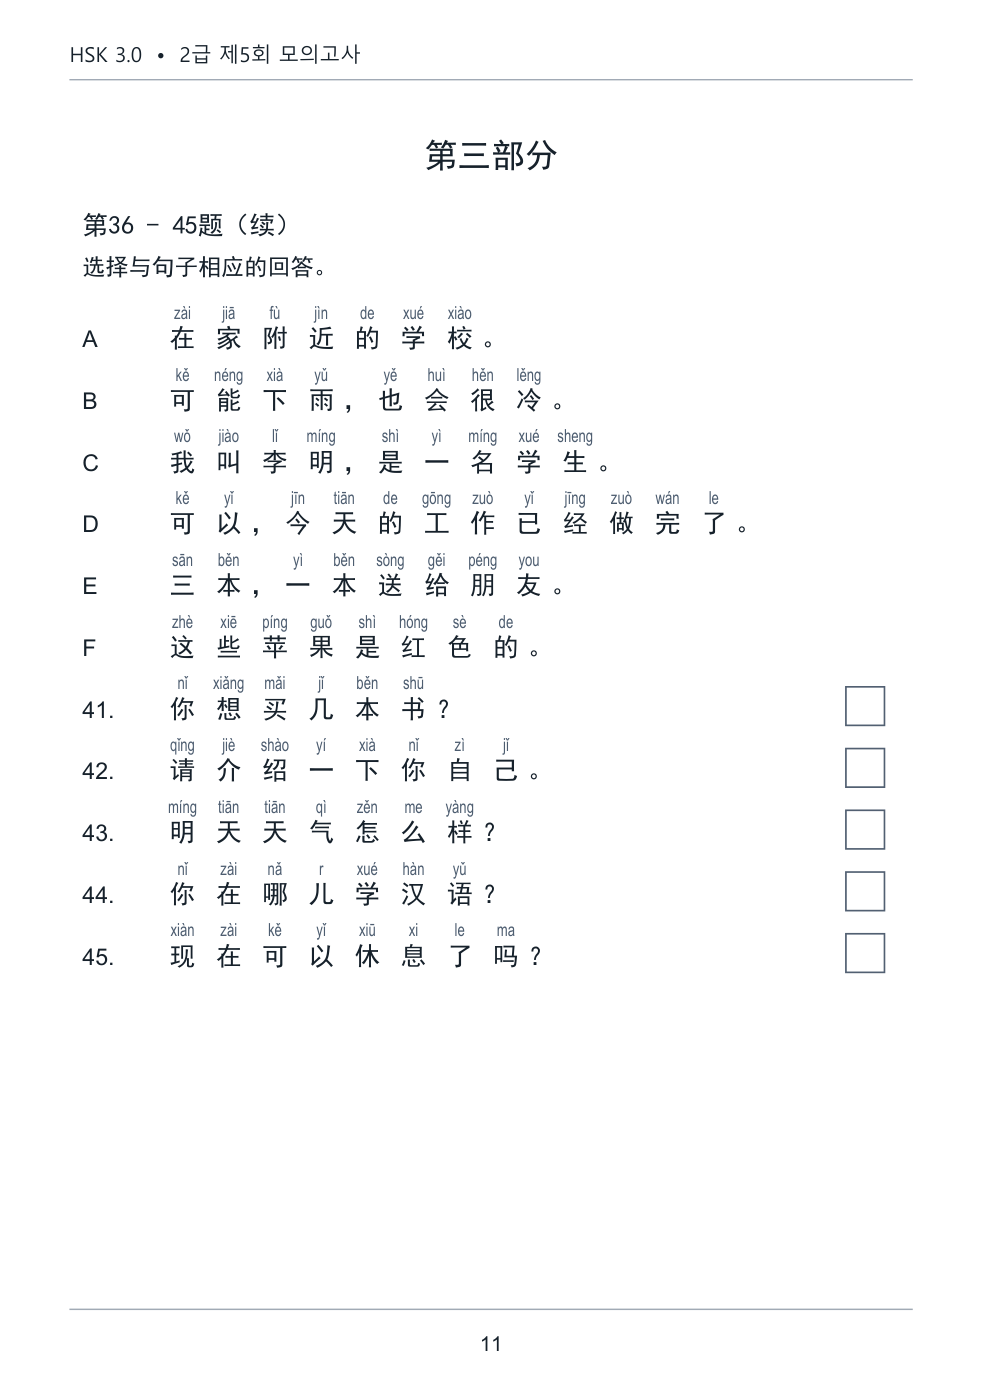 HSK 3.0 • 2급 제5회 모의고사
第三部分
第36 - 45题（续）
选择与句子相应的回答。
zài jiā fù jìn de xué xiào
A 在家附近的学校。
kě néng xià yǔ yě huì hěn lěng
B 可能下雨，也会很冷。
wǒ jiào lǐ míng shì yì míng xué sheng
C 我叫李明，是一名学生。
kě yǐ jīn tiān de gōng zuò yǐ jīng zuò wán le
D 可以，今天的工作已经做完了。
sān běn yì běn sòng gěi péng you
E 三本，一本送给朋友。
zhè xiē píng guǒ shì hóng sè de
F 这些苹果是红色的。
nǐ xiǎng mǎi jǐ běn shū
41. 你想买几本书？
qǐng jiè shào yí xià nǐ zì jǐ
42. 请介绍一下你自己。
míng tiān tiān qì zěn me yàng
43. 明天天气怎么样？
nǐ zài nǎ r xué hàn yǔ
44. 你在哪儿学汉语？
xiàn zài kě yǐ xiū xi le ma
45. 现在可以休息了吗？
11